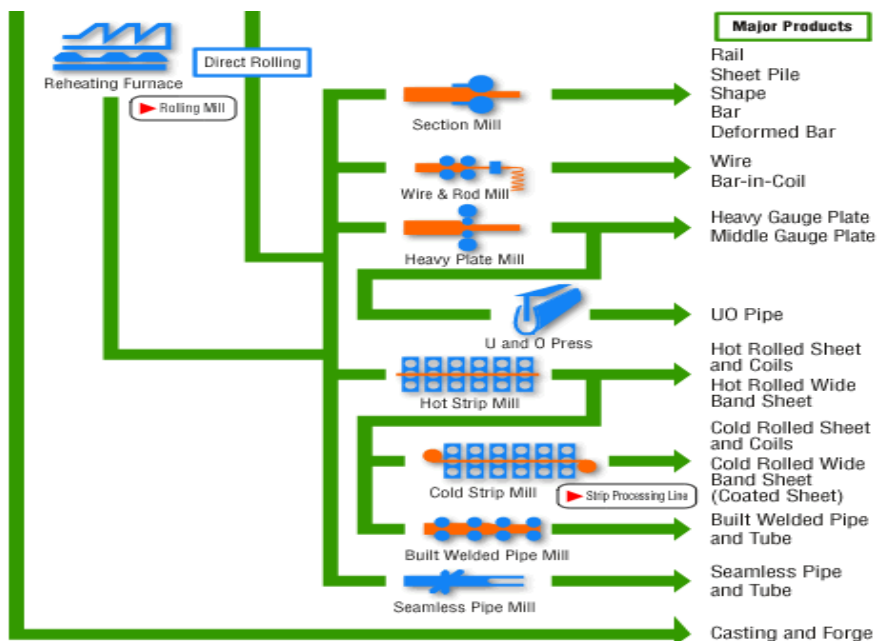 Major Products
Reheating Furnace
Direct Rolling
Rolling Mill
Section Mill
Rail
Sheet Pile
Shape
Bar
Deformed Bar
Wire & Rod Mill
Wire
Bar-in-Coil
Heavy Plate Mill
Heavy Gauge Plate
Middle Gauge Plate
U and O Press
UO Pipe
Hot Strip Mill
Hot Rolled Sheet
and Coils
Hot Rolled Wide
Band Sheet
Cold Strip Mill
Strip Processing Line
Cold Rolled Sheet
and Coils
Cold Rolled Wide
Band Sheet
(Coated Sheet)
Built Welded Pipe Mill
Built Welded Pipe
and Tube
Seamless Pipe Mill
Seamless Pipe
and Tube
Casting and Forge